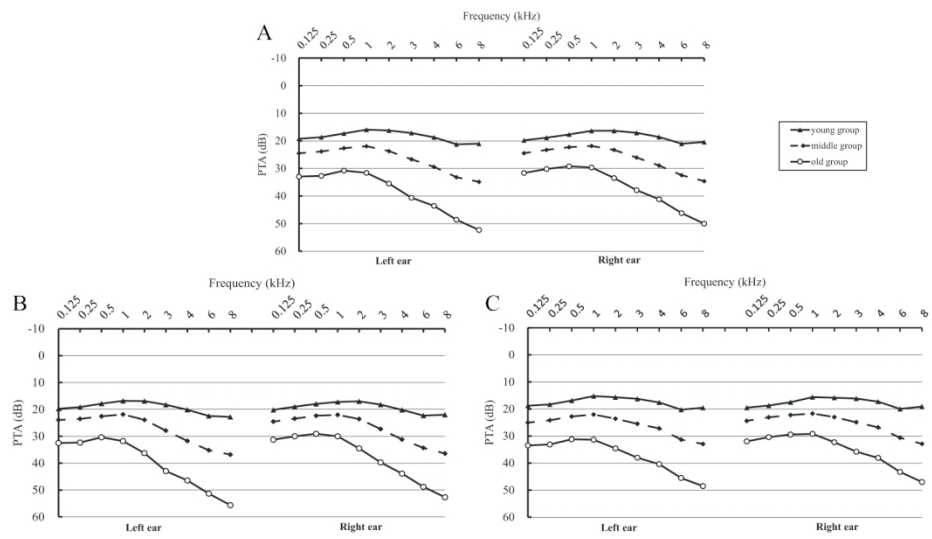 Frequency (kHz)
A
0.125 0.25 0.5 1 2 3 4 6 8 0.125 0.25 0.5 1 2 3 4 6 8
-10
0
10
20
30
40
50
60
PTA (dB)
Left ear Right ear
young group
middle group
old group
Frequency (kHz)
B
0.125 0.25 0.5 1 2 3 4 6 8 0.125 0.25 0.5 1 2 3 4 6 8
-10
0
10
20
30
40
50
60
PTA (dB)
Left ear Right ear
Frequency (kHz)
C
0.125 0.25 0.5 1 2 3 4 6 8 0.125 0.25 0.5 1 2 3 4 6 8
-10
0
10
20
30
40
50
60
PTA (dB)
Left ear Right ear